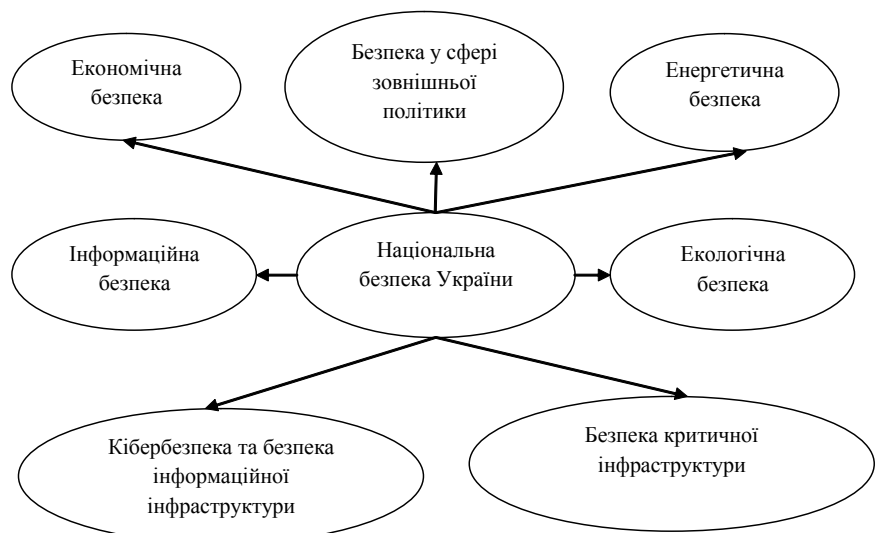 Економічна
безпека
Безпека у сфері
зовнішньої
політики
Енергетична
безпека
Інформаційна
безпека
Національна
безпека України
Екологічна
безпека
Кібербезпека та безпека
інформаційної
інфраструктури
Безпека критичної
інфраструктури